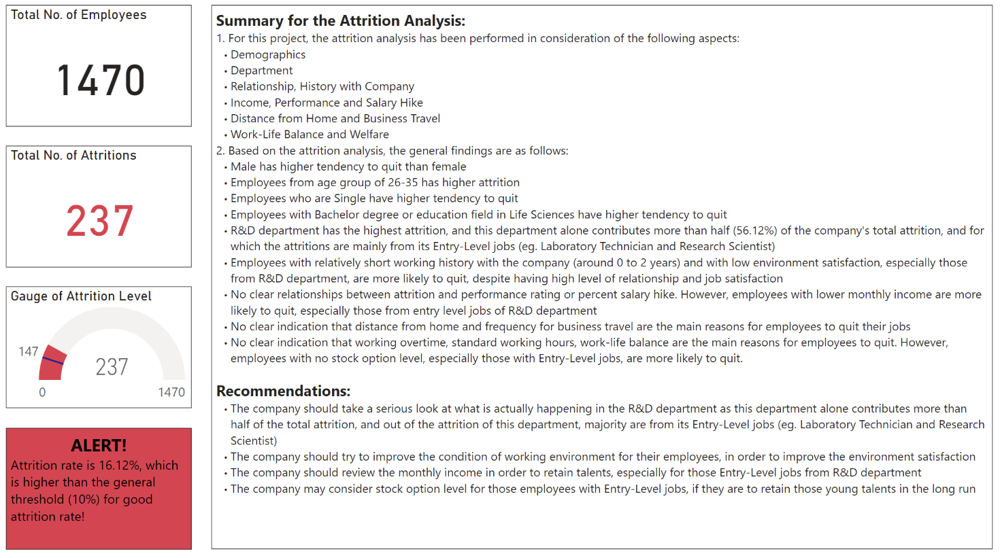 Total No. of Employees
1470
Total No. of Attritions
237
Gauge of Attrition Level
147
237
0
1470
ALERT!
Attrition rate is 16.12%, which
is higher than the general
threshold (10%) for good
attrition rate!
Summary for the Attrition Analysis:
1. For this project, the attrition analysis has been performed in consideration of the following aspects:
• Demographics
• Department
• Relationship, History with Company
• Income, Performance and Salary Hike
• Distance from Home and Business Travel
• Work-Life Balance and Welfare
2. Based on the attrition analysis, the general findings are as follows:
• Male has higher tendency to quit than female
• Employees from age group of 26-35 has higher attrition
• Employees who are Single have higher tendency to quit
• Employees with Bachelor degree or education field in Life Sciences have higher tendency to quit
• R&D department has the highest attrition, and this department alone contributes more than half (56.12%) of the company's total attrition, and for
which the attritions are mainly from its Entry-Level jobs (eg. Laboratory Technician and Research Scientist)
• Employees with relatively short working history with the company (around 0 to 2 years) and with low environment satisfaction, especially those
from R&D department, are more likely to quit, despite having high level of relationship and job satisfaction
• No clear relationships between attrition and performance rating or percent salary hike. However, employees with lower monthly income are more
likely to quit, especially those from entry level jobs of R&D department
• No clear indication that distance from home and frequency for business travel are the main reasons for employees to quit their jobs
• No clear indication that working overtime, standard working hours, work-life balance are the main reasons for employees to quit. However,
employees with no stock option level, especially those with Entry-Level jobs, are more likely to quit.
Recommendations:
• The company should take a serious look at what is actually happening in the R&D department as this department alone contributes more than
half of the total attrition, and out of the attrition of this department, majority are from its Entry-Level jobs (eg. Laboratory Technician and Research
Scientist)
• The company should try to improve the condition of working environment for their employees, in order to improve the environment satisfaction
• The company should review the monthly income in order to retain talents, especially for those Entry-Level jobs from R&D department
• The company may consider stock option level for those employees with Entry-Level jobs, if they are to retain those young talents in the long run